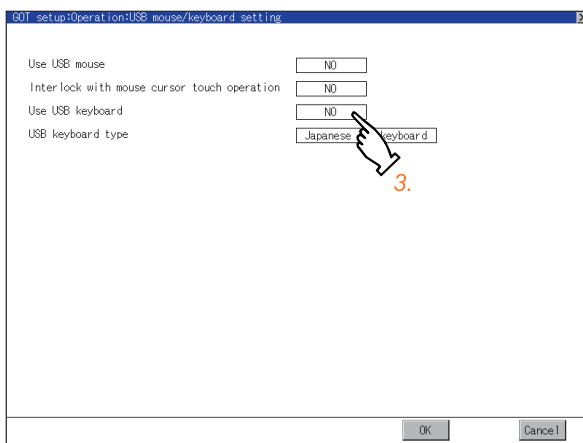 GOT setup:Operation:USB mouse/keyboard setting
Use USB mouse NO
Interlock with mouse cursor touch operation NO
Use USB keyboard NO
USB keyboard type Japanese keyboard
3.
OK Cancel